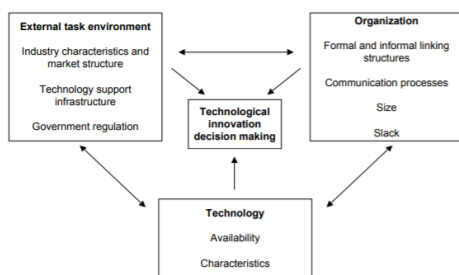 External task environment
Industry characteristics and
market structure
Technology support
infrastructure
Government regulation
Organization
Formal and informal linking
structures
Communication processes
Size
Slack
Technological
innovation
decision making
Technology
Availability
Characteristics